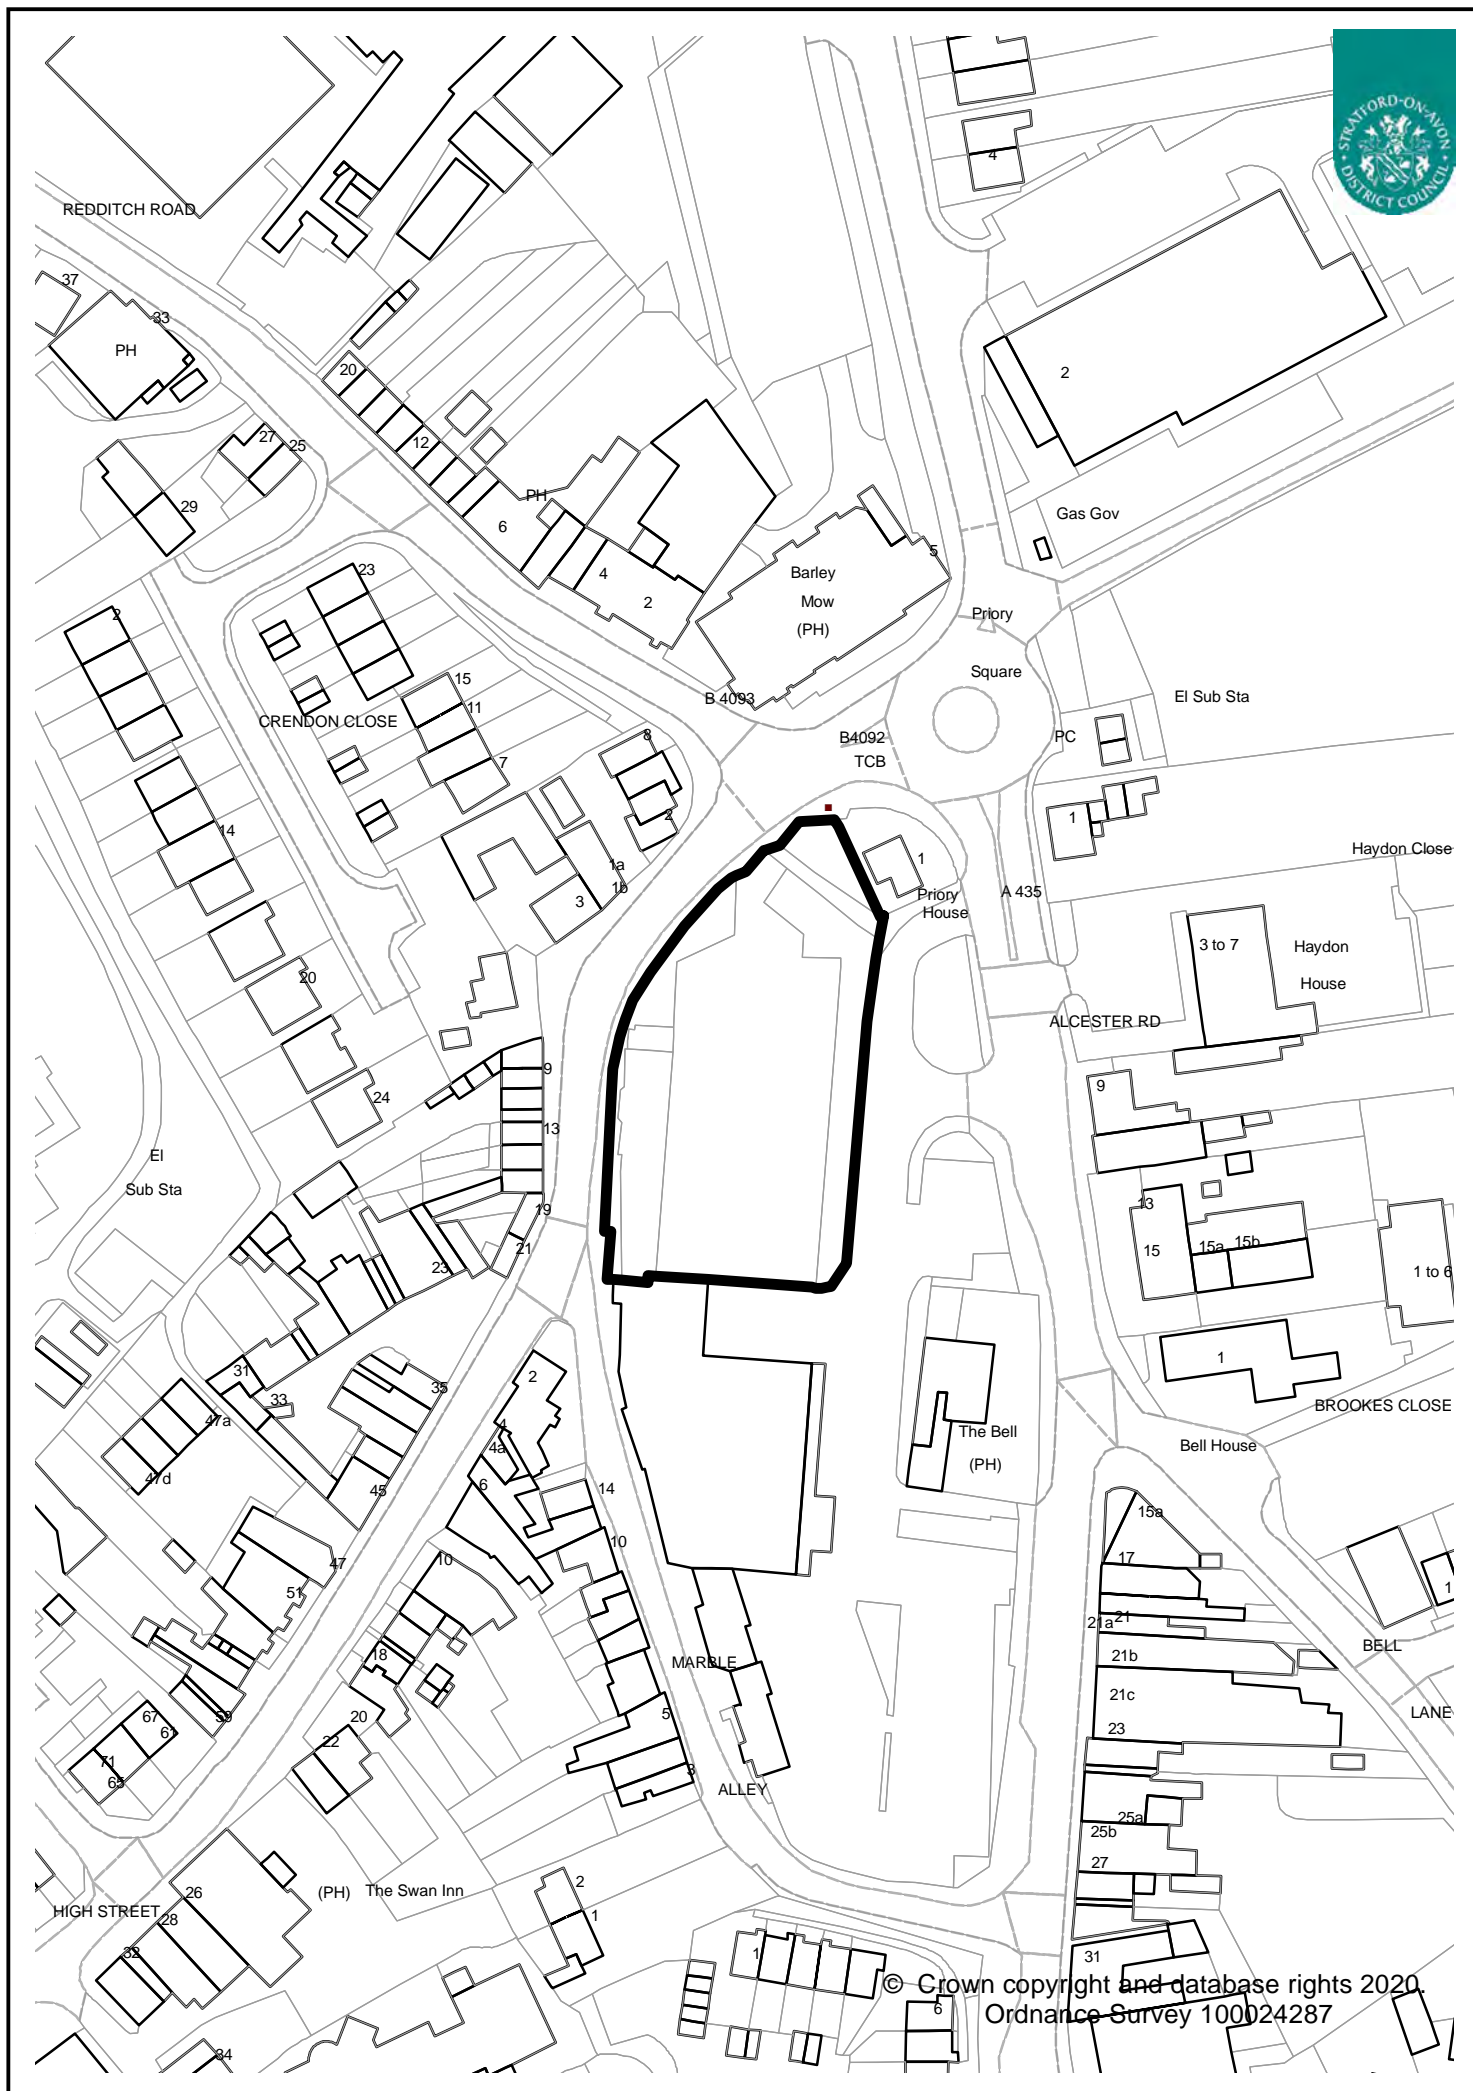 STRATFORD-ON-AVON
DISTRICT COUNCIL
4
REDDITCH ROAD
37
33
PH
20
2
12
27
25
PH
29
6
Gas Gov
5
23
4
Barley
2
Mow
(PH)
2
Priory
15
Square
B 4093
El Sub Sta
11
CRENDON CLOSE
8
B4092
PC
TCB
7
14
2
1
1a
1
Haydon Close
1b
3
Priory
A 435
House
3 to 7
Haydon
20
House
ALCESTER RD
9
9
24
13
El
Sub Sta
19
13
21
15
15a
15b
23
1 to 6
31
2
1
35
33
BROOKES CLOSE
47a
4
The Bell
Bell House
4a
(PH)
47d
6
45
14
15a
10
10
17
47
51
1
21
21a
BELL
18
21b
MARBLE
21c
67
59
20
5
LANE
61
22
23
71
65
3
ALLEY
25a
25b
27
26
2
(PH)
The Swan Inn
HIGH STREET
28
1
32
1
31
© Crown copyright and database rights 2020.
6
Ordnance Survey 100024287
34